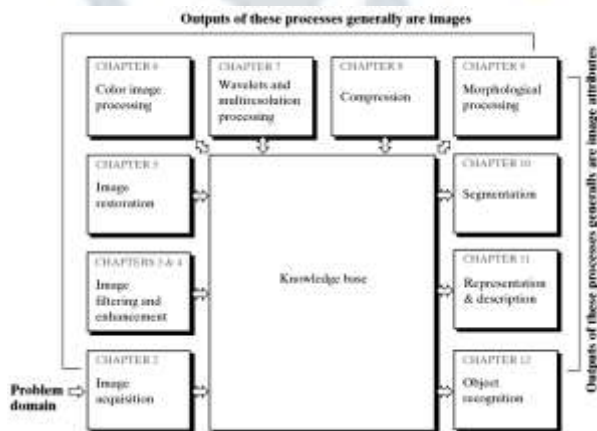 Outputs of these processes generally are images
CHAPTER 6
Color image
processing
CHAPTER 7
Wavelets and
multiresolution
processing
CHAPTER 8
Compression
CHAPTER 9
Morphological
processing
CHAPTER 5
Image
restoration
CHAPTERS 3 & 4
Image
filtering and
enhancement
CHAPTER 2
Image
acquisition
Problem
domain
Knowledge base
CHAPTER 10
Segmentation
CHAPTER 11
Representation
& description
CHAPTER 12
Object
recognition
Outputs of these processes generally are image attributes